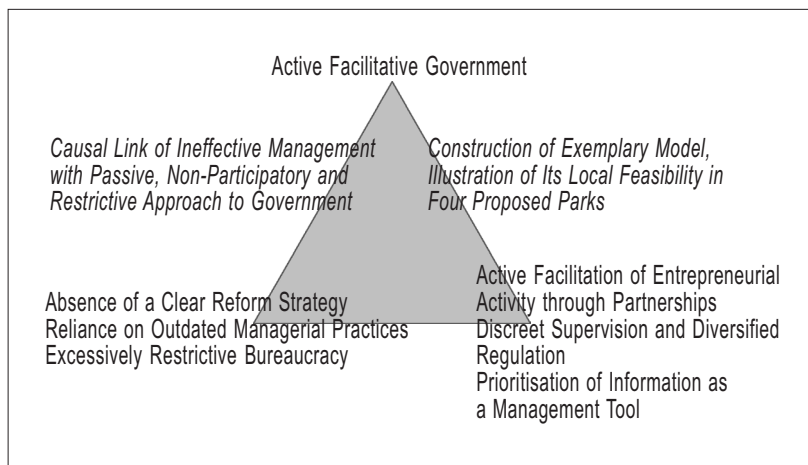 Active Facilitative Government
Causal Link of Ineffective Management
with Passive, Non-Participatory and
Restrictive Approach to Government
Construction of Exemplary Model,
Illustration of Its Local Feasibility in
Four Proposed Parks
Absence of a Clear Reform Strategy
Reliance on Outdated Managerial Practices
Excessively Restrictive Bureaucracy
Active Facilitation of Entrepreneurial
Activity through Partnerships
Discreet Supervision and Diversified
Regulation
Prioritisation of Information as
a Management Tool